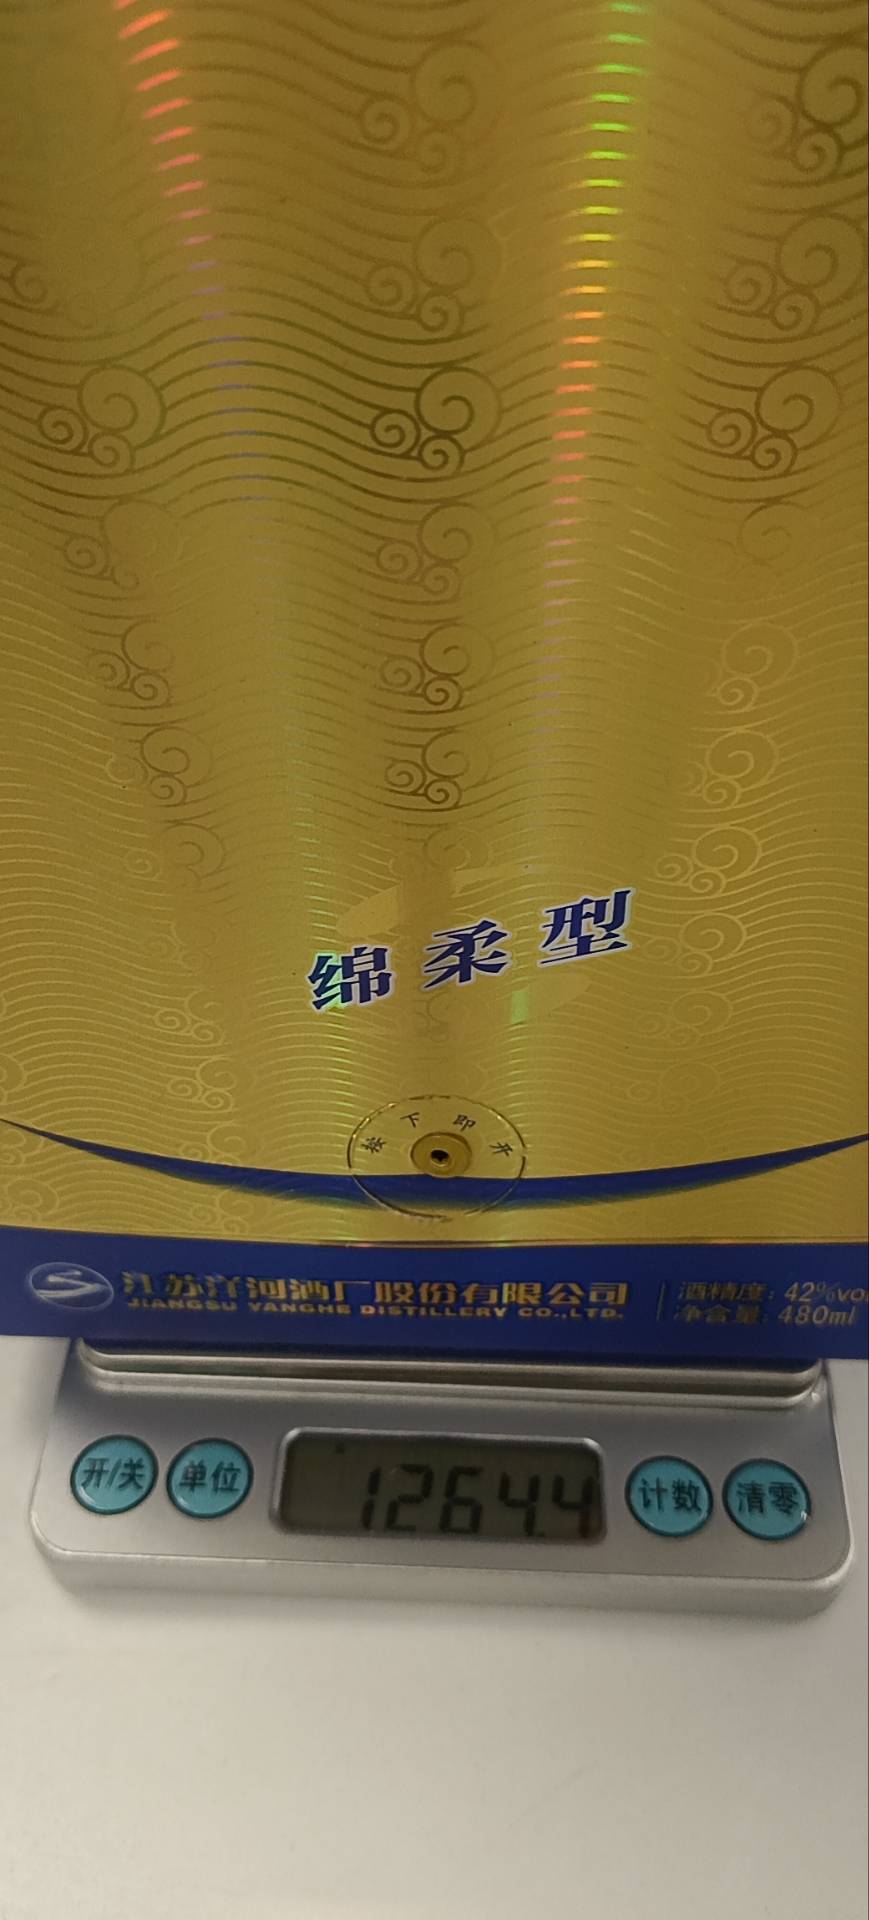 绵柔型
按下即开
江苏洋河酒厂股份有限公司
JIANGSU YANGHE DISTILLERY CO.,LTD.
酒精度：42%vol
净含量：480ml
开/关
单位
1264.4
计数
清零